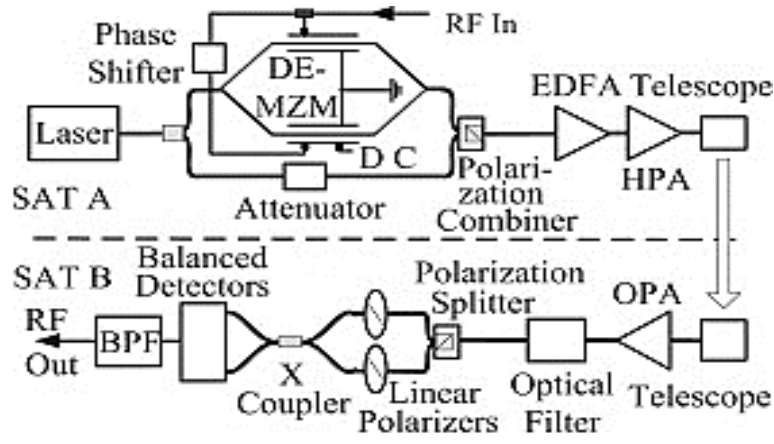 Phase
Shifter
RF In
DE-
MZM
EDFA Telescope
Laser
D C
Polari-
zation
Combiner
HPA
SAT A
Attenuator
SAT B
Balanced
Detectors
Polarization
Splitter
OPA
RF
Out
BPF
X
Coupler
Linear
Polarizers
Optical
Filter
Telescope